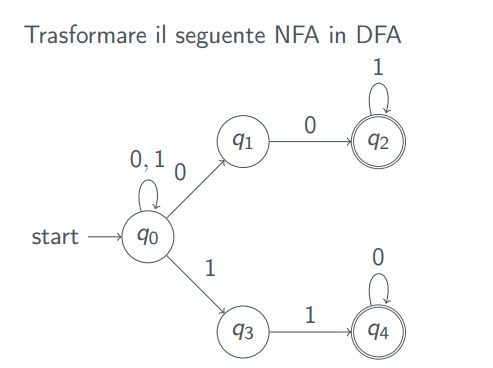 Trasformare il seguente NFA in DFA
1
q1
0
q2
0, 1
0
start
q0
1
0
q3
1
q4